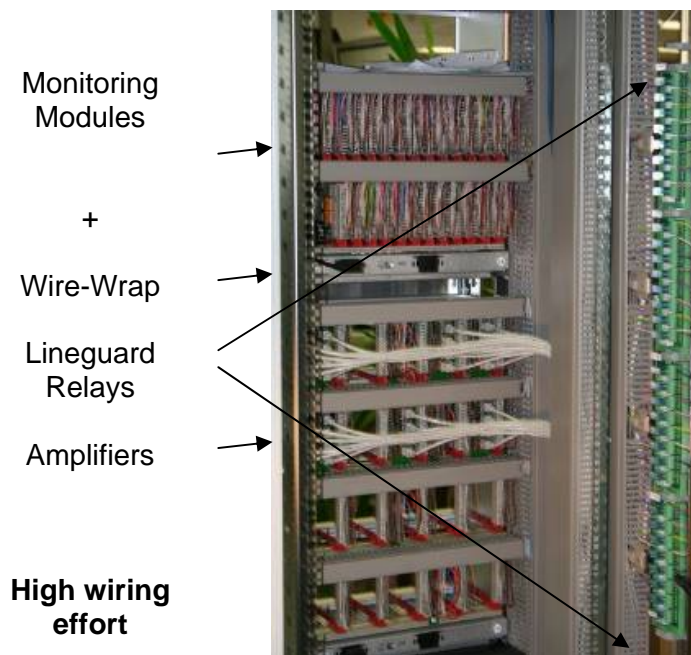 Monitoring
Modules
+
Wire-Wrap
Lineguard
Relays
Amplifiers
High wiring
effort